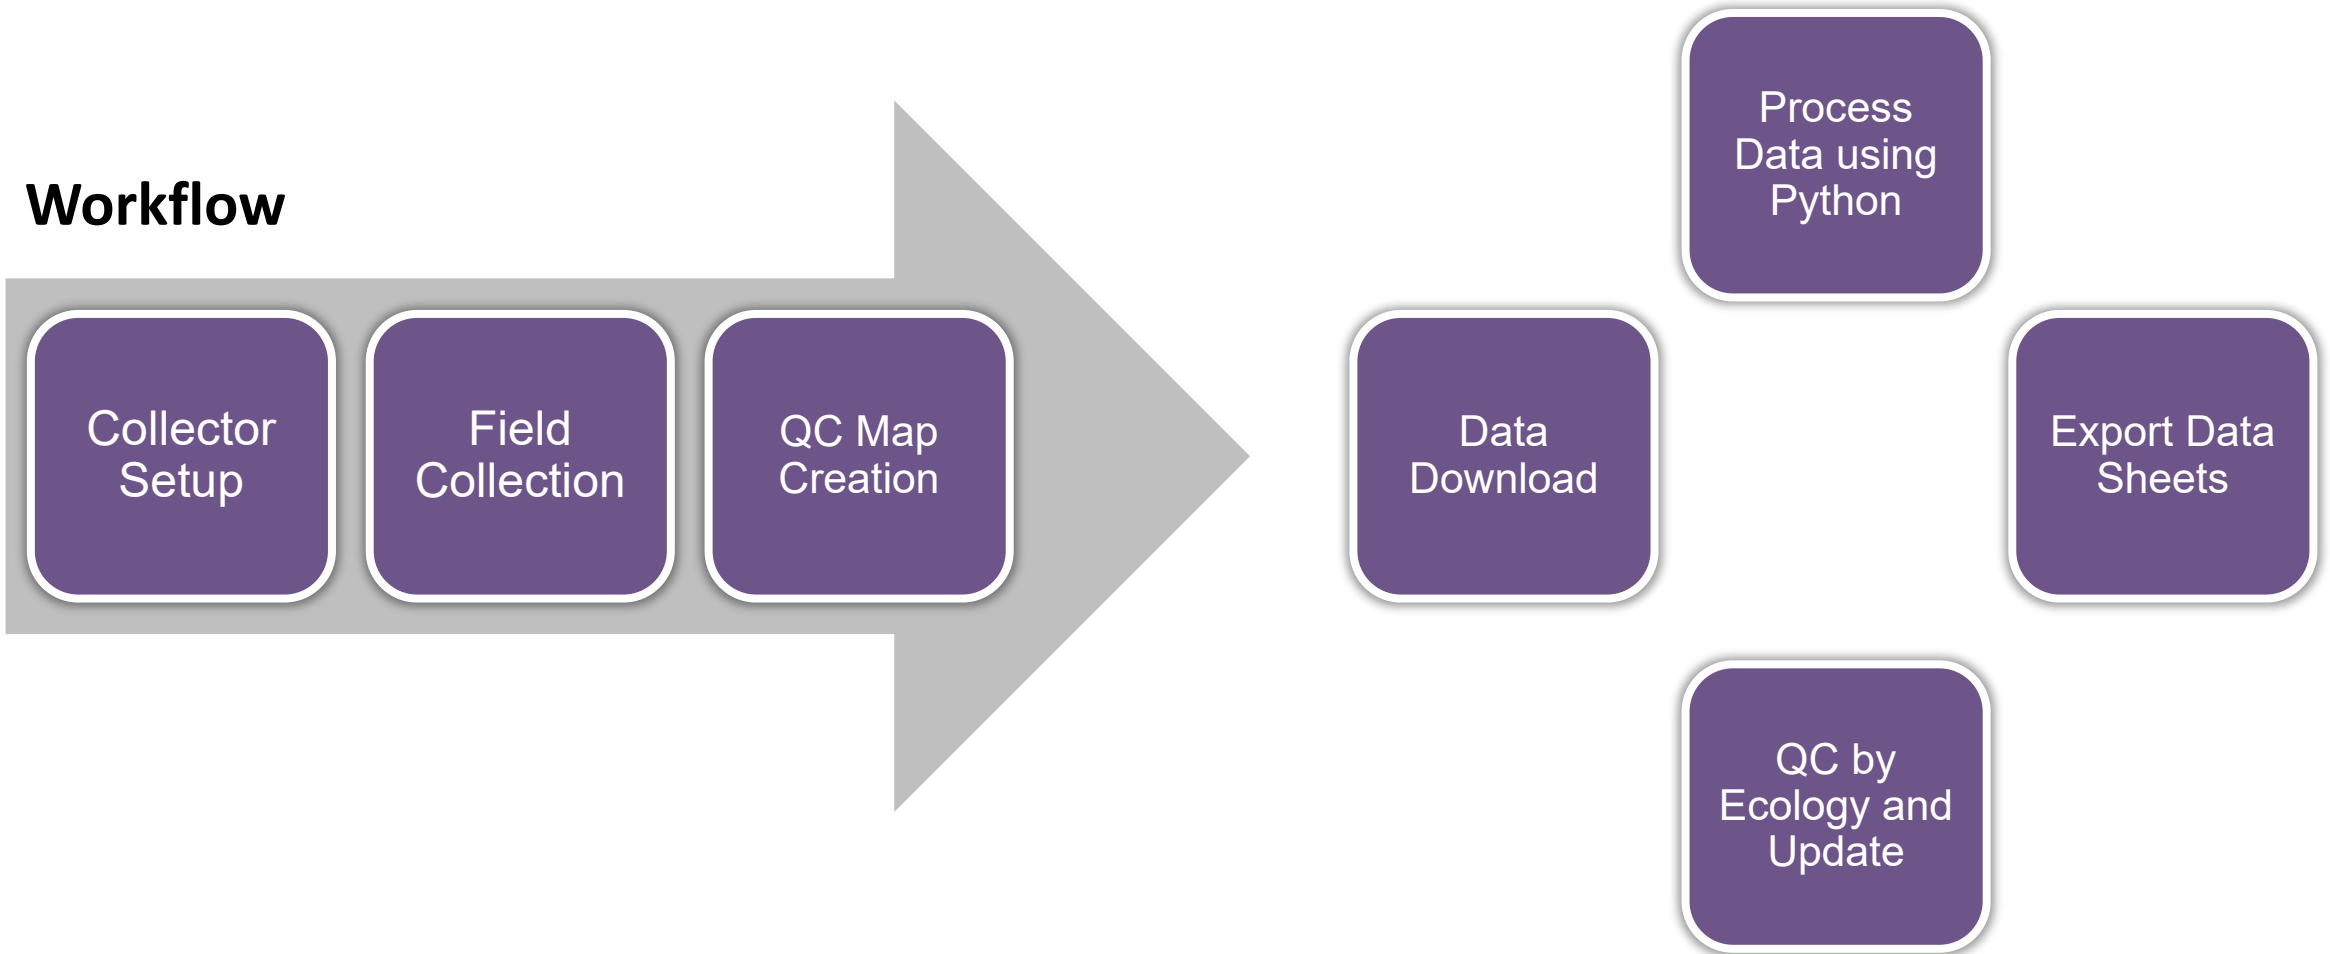 Workflow
Collector
Setup
Field
Collection
QC Map
Creation
Data
Download
Process
Data using
Python
Export Data
Sheets
QC by
Ecology and
Update